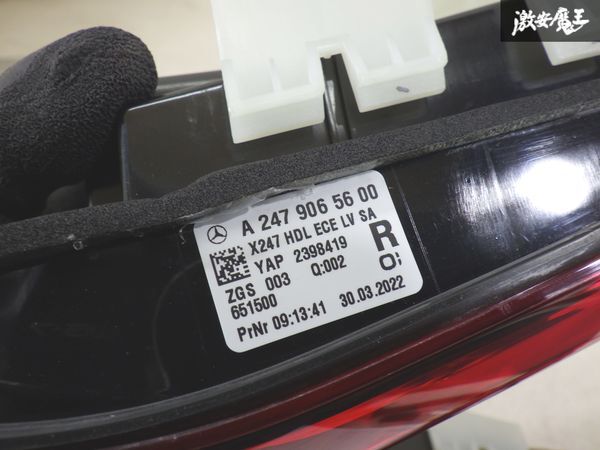 激安魔王
A 247 906 56 00
X247 HDL ECE LV SA
YAP 2398419
R
ZGS 003 Q:002
O;
651500
PrNr 09:13:41 30.03.2022